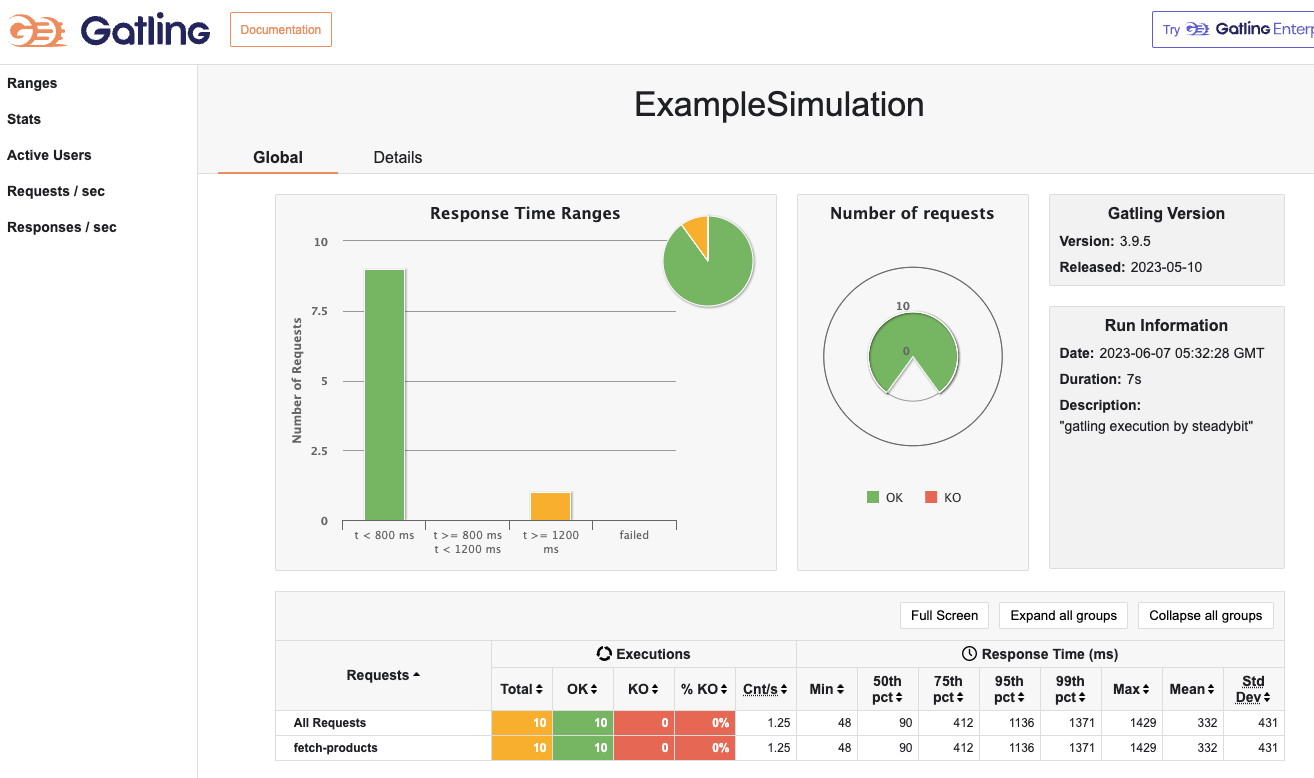 Gatling
Documentation
Try Gatling Enterp
Ranges
Stats
Active Users
Requests / sec
Responses / sec
ExampleSimulation
Global
Details
Response Time Ranges
Number of Requests
10
7.5
5
2.5
0
t < 800 ms
t >= 800 ms
t < 1200 ms
t >= 1200
ms
failed
Number of requests
10
0
OK
KO
Gatling Version
Version: 3.9.5
Released: 2023-05-10
Run Information
Date: 2023-06-07 05:32:28 GMT
Duration: 7s
Description:
"gatling execution by steadybit"
Full Screen
Expand all groups
Collapse all groups
Requests
Executions
Response Time (ms)
Total
OK
KO
% KO
Cnt/s
Min
50th
pct
75th
pct
95th
pct
99th
pct
Max
Mean
Std
Dev
All Requests 10 10 0 0% 1.25 48 90 412 1136 1371 1429 332 431
fetch-products 10 10 0 0% 1.25 48 90 412 1136 1371 1429 332 431